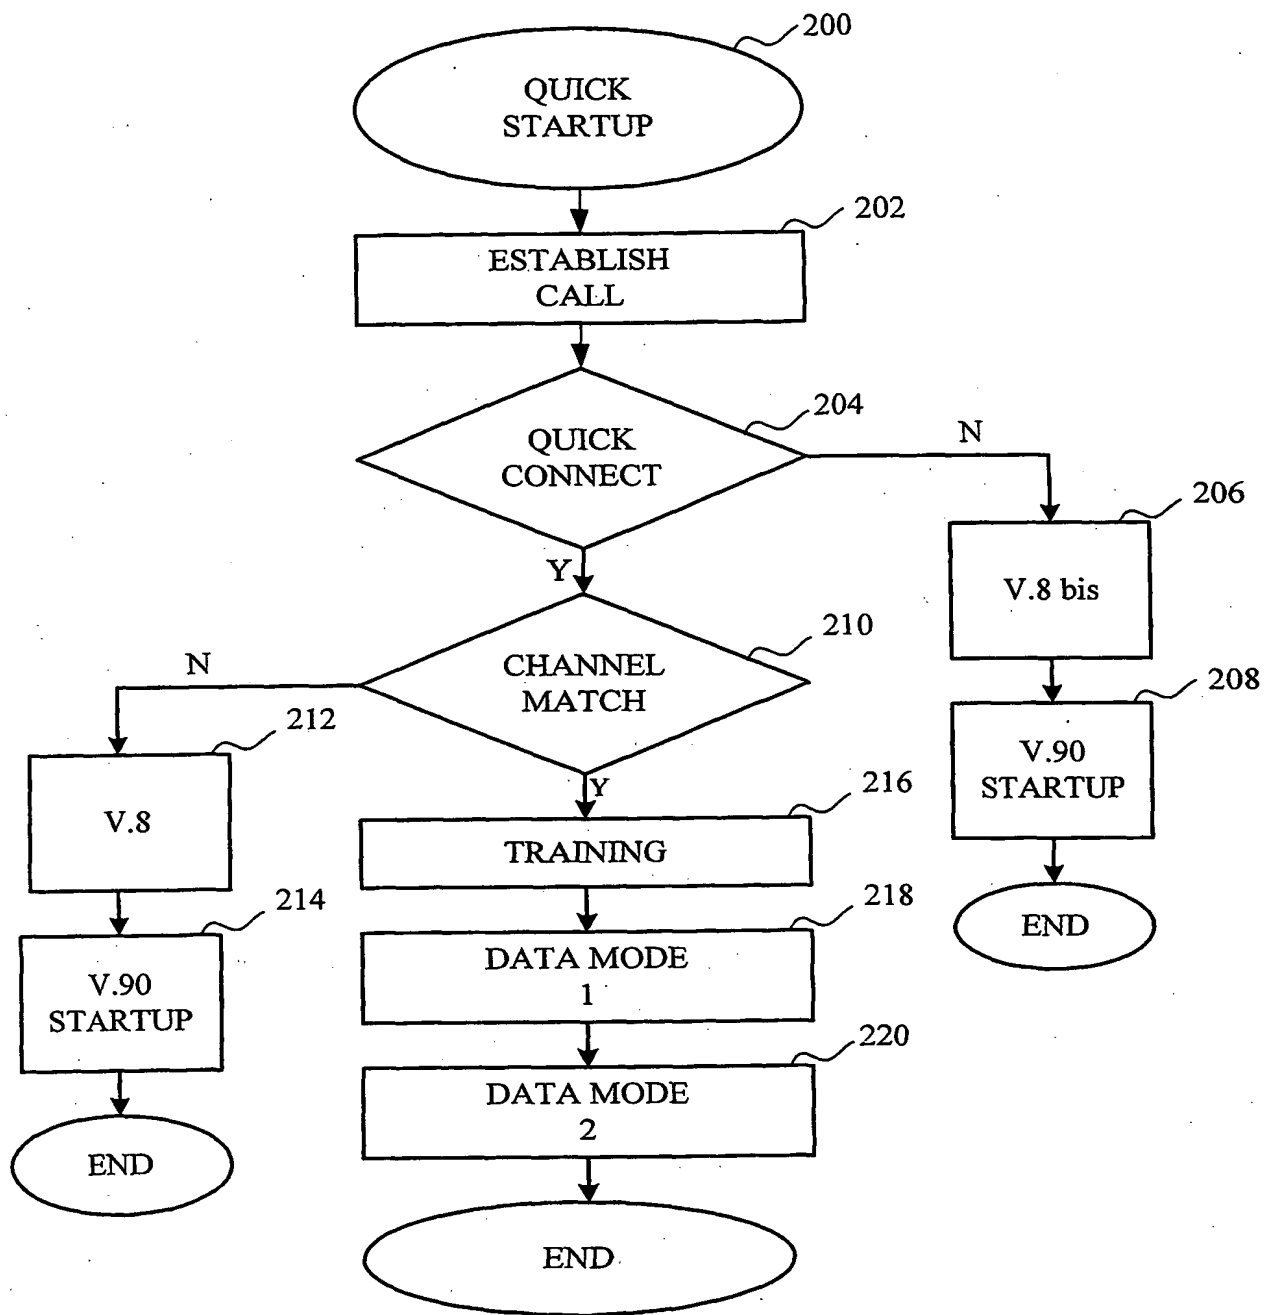 200
QUICK
STARTUP
202
ESTABLISH
CALL
204
QUICK
CONNECT
N
206
V.8 bis
Y
210
CHANNEL
MATCH
N
208
V.90
STARTUP
212
V.8
Y
216
TRAINING
END
214
V.90
STARTUP
218
DATA MODE
1
220
DATA MODE
2
END
END